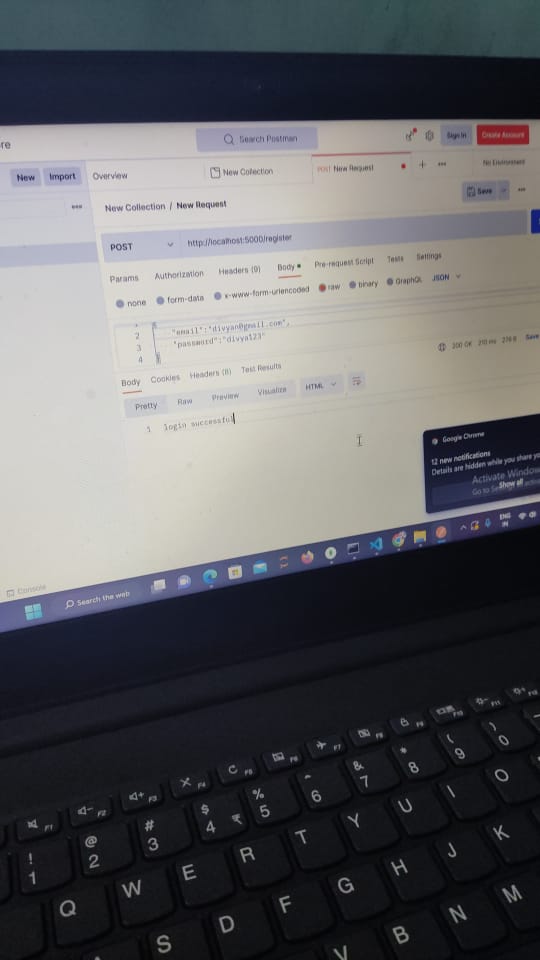 re
Search Postman
Sign In
Create Account
New
Import
Overview
New Collection
POST New Request
No Environment
New Collection / New Request
Save
POST
http://localhost:5000/register
Params
Authorization
Headers (9)
Body
Pre-request Script
Tests
Settings
none
form-data
x-www-form-urlencoded
raw
binary
GraphQL
JSON
2
"email":"divyan@gmail.com",
3
"password":"divya123"
4
Body
Cookies
Headers (8)
Test Results
200 OK
210 ms
Save
Pretty
Raw
Preview
Visualize
HTML
1
login successful
Google Chrome
12 new notifications
Details are hidden while you share yo
Activate Window
Show all
Go to
Console
Search the web
ENG
IN
F1
F2
F3
F4
F5
F6
F7
F8
F9
F10
F11
F12
! 1
@ 2
# 3
$ 4 ₹
% 5
^ 6
& 7
* 8
( 9
) 0
Q
W
E
R
T
Y
U
I
O
S
D
F
G
H
J
K
V
B
N
M